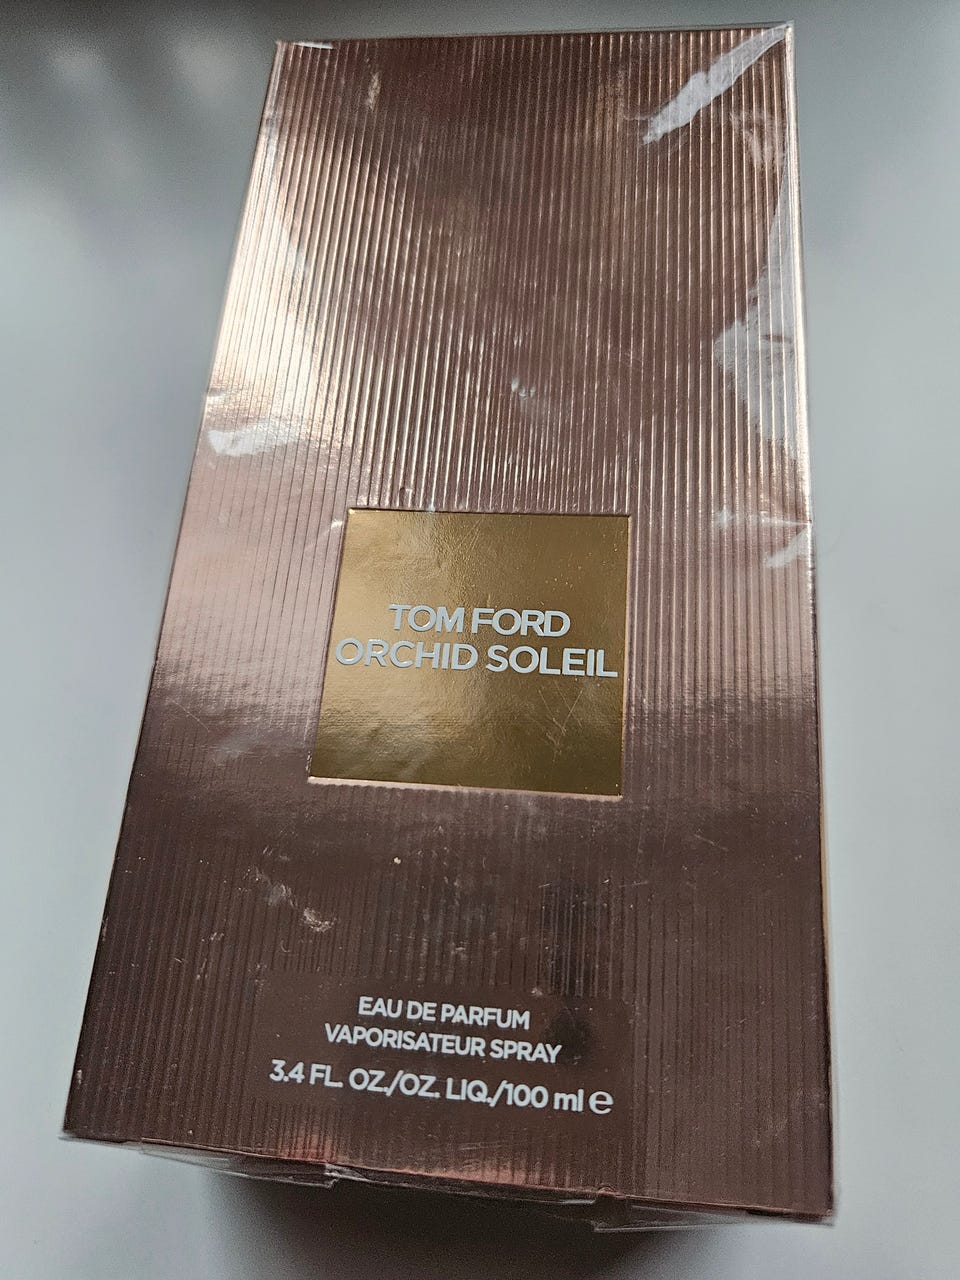 TOM FORD
ORCHID SOLEIL
EAU DE PARFUM
VAPORISATEUR SPRAY
3.4 FL. OZ./OZ. LIQ./100 ml ℮